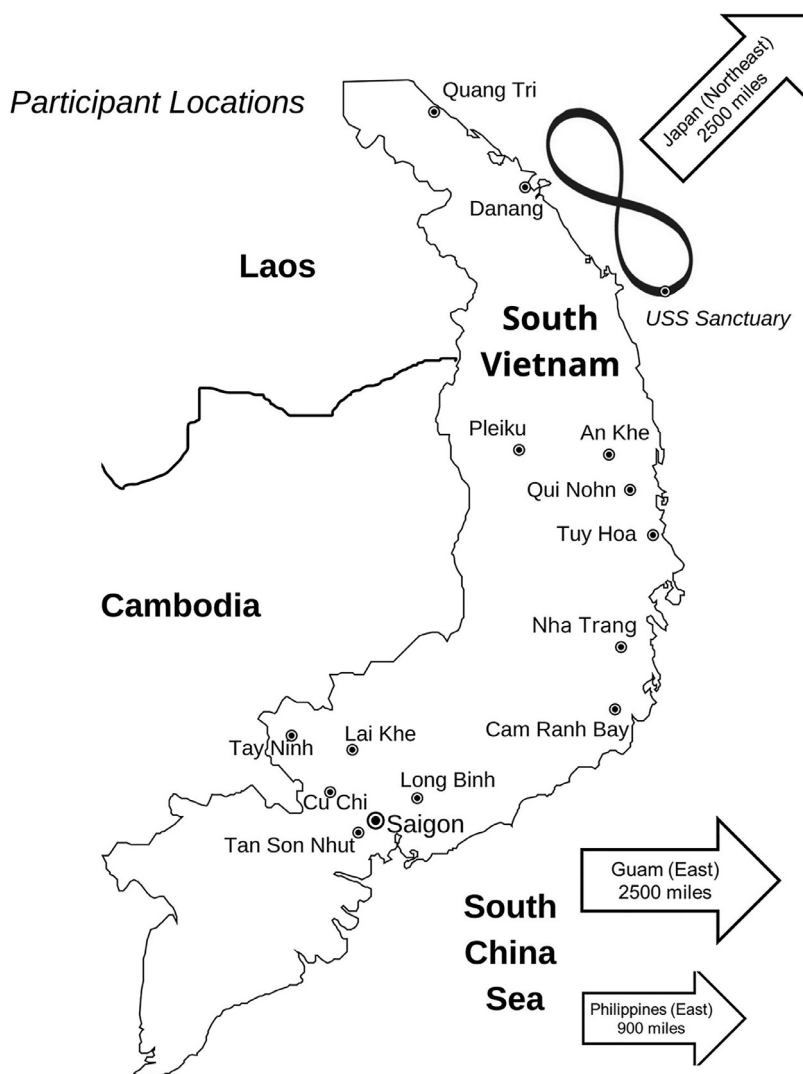 Quang Tri
Participant Locations
Japan (Northeast)
2500 miles
Danang
Laos
USS Sanctuary
South
Vietnam
Pleiku
An Khe
Qui Nohn
Tuy Hoa
Cambodia
Nha Trang
Cam Ranh Bay
Tay Ninh
Lai Khe
Long Binh
Cu Chi
Saigon
Tan Son Nhut
Guam (East)
2500 miles
South
China
Sea
Philippines (East)
900 miles